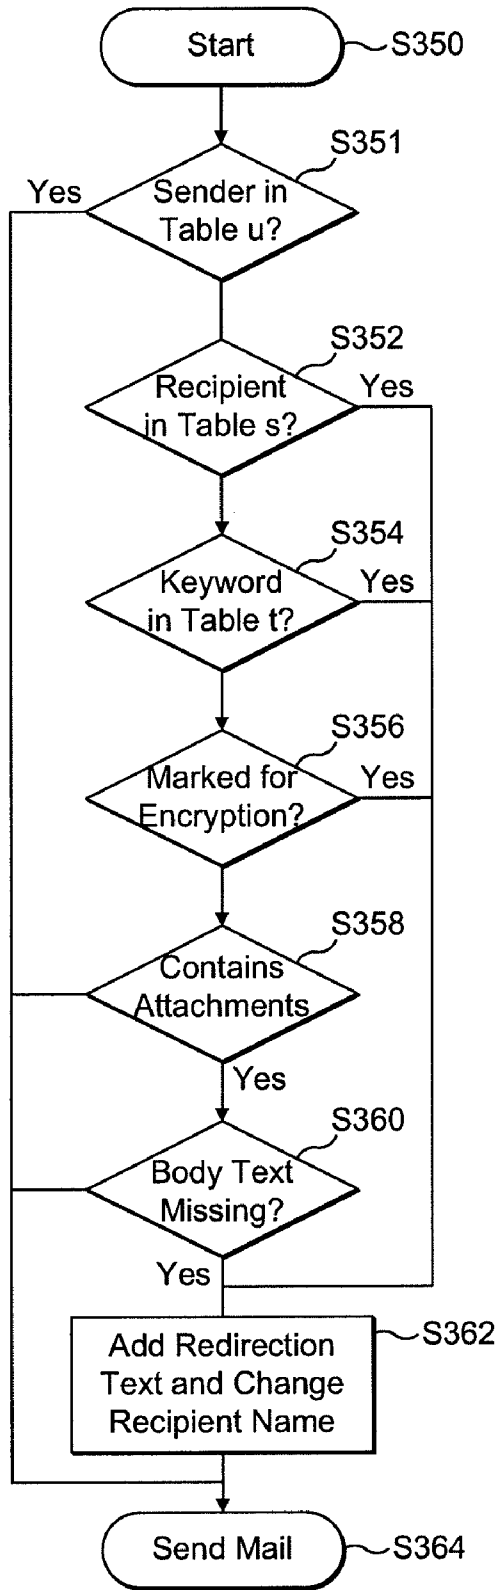 Start
S350
S351
Yes
Sender in
Table u?
S352
Recipient
in Table s?
Yes
S354
Keyword
in Table t?
Yes
S356
Marked for
Encryption?
Yes
S358
Contains
Attachments
Yes
S360
Body Text
Missing?
Yes
S362
Add Redirection
Text and Change
Recipient Name
Send Mail
S364